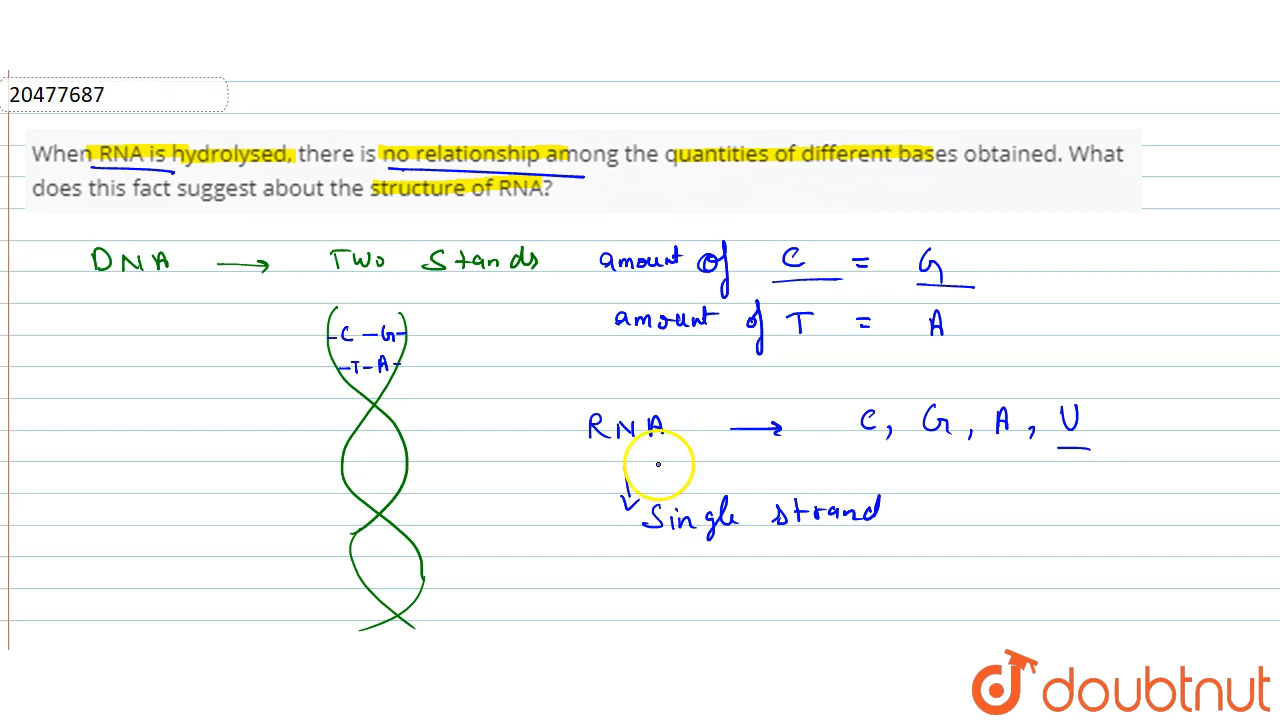 20477687
When RNA is hydrolysed, there is no relationship among the quantities of different bases obtained. What
does this fact suggest about the structure of RNA?
DNA → Two Stands amount of C = G
amount of T = A
-C-G-
-T-A-
RNA → C, G, A, U
↓ Single strand
doubtnut